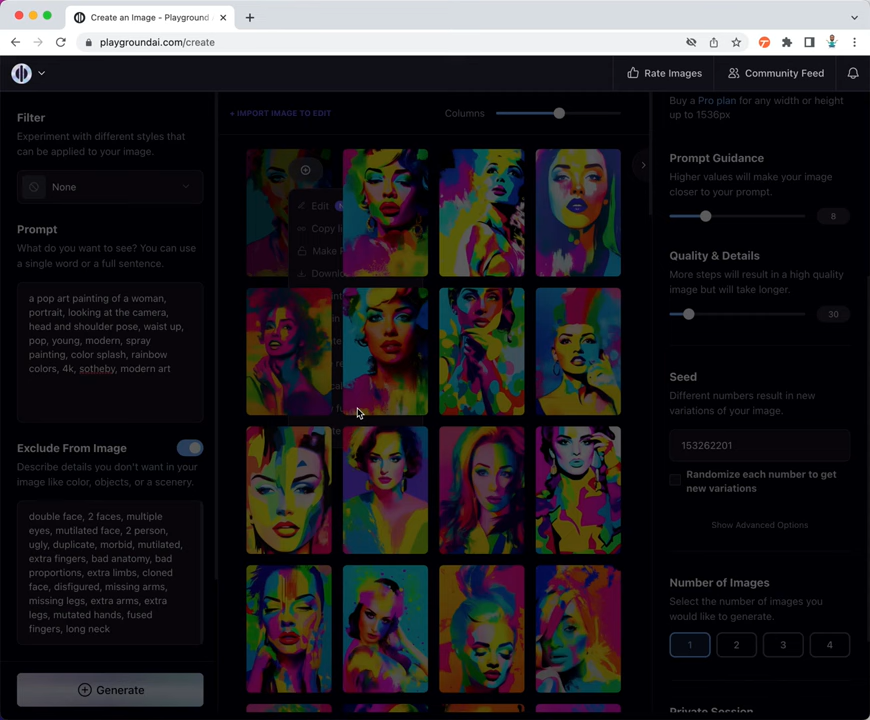 Create an Image - Playground
playgroundai.com/create
Rate Images
Community Feed
Filter
Experiment with different styles that
can be applied to your image.
None
Prompt
What do you want to see? You can use
a single word or a full sentence.
a pop art painting of a woman,
portrait, looking at the camera,
head and shoulder pose, waist up,
pop, young, modern, spray
painting, color splash, rainbow
colors, 4k, sotheby, modern art
Exclude From Image
Describe details you don't want in your
image like color, objects, or a scenery.
double face, 2 faces, multiple
eyes, mutilated face, 2 person,
ugly, duplicate, morbid, mutilated,
extra fingers, bad anatomy, bad
proportions, extra limbs, cloned
face, disfigured, missing arms,
missing legs, extra arms, extra
legs, mutated hands, fused
fingers, long neck
Generate
+ IMPORT IMAGE TO EDIT
Columns
Edit
Copy
Make
Buy a Pro plan for any width or height
up to 1536px
Prompt Guidance
Higher values will make your image
closer to your prompt.
8
Quality & Details
More steps will result in a high quality
image but will take longer.
30
Seed
Different numbers result in new
variations of your image.
153262201
Randomize each number to get
new variations
Show Advanced Options
Number of Images
Select the number of images you
would like to generate.
1
2
3
4
Private Session